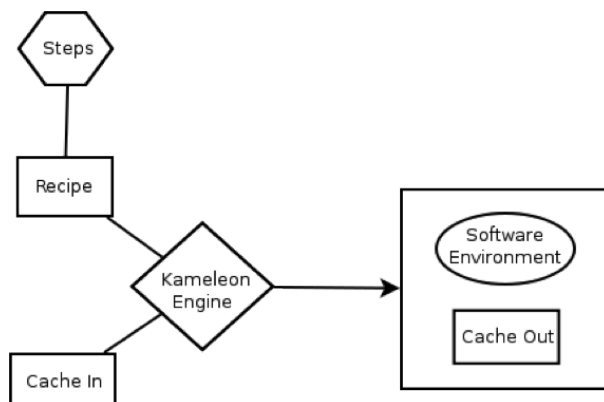 Steps
Recipe
Kameleon
Engine
Cache In
Software
Environment
Cache Out